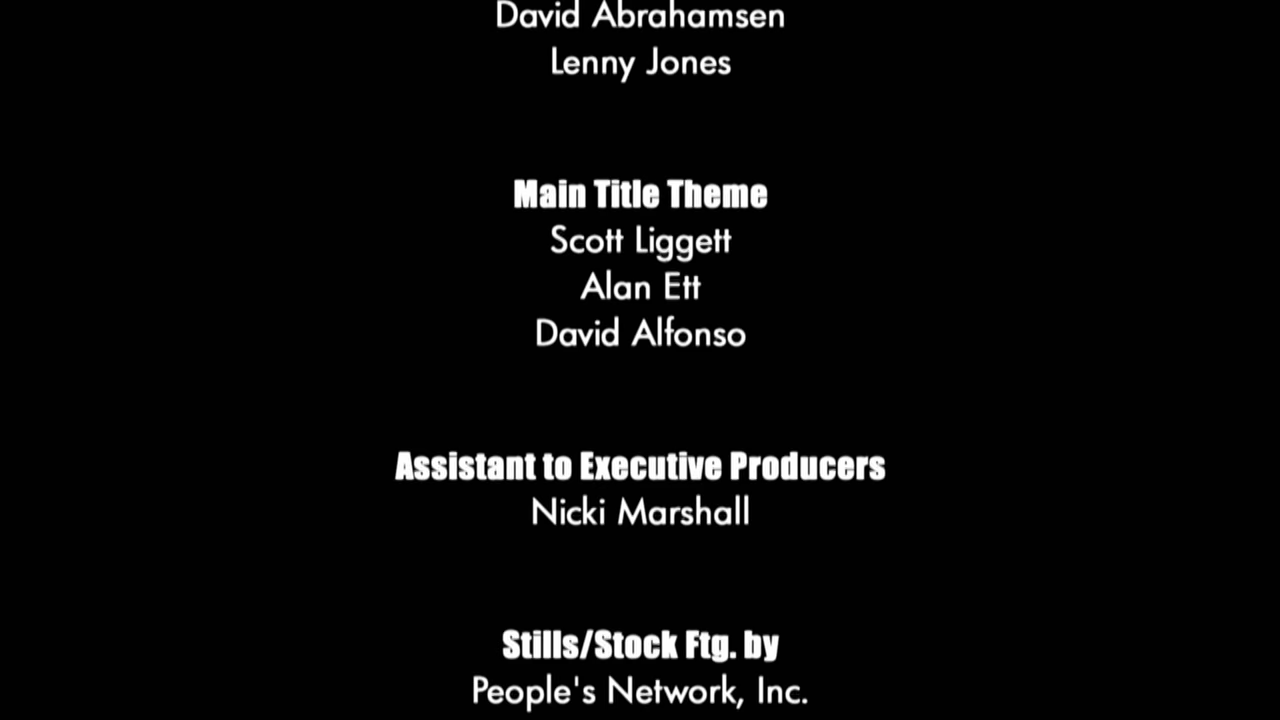 David Abrahamsen
Lenny Jones
Main Title Theme
Scott Liggett
Alan Ett
David Alfonso
Assistant to Executive Producers
Nicki Marshall
Stills/Stock Ftg. by
People's Network, Inc.